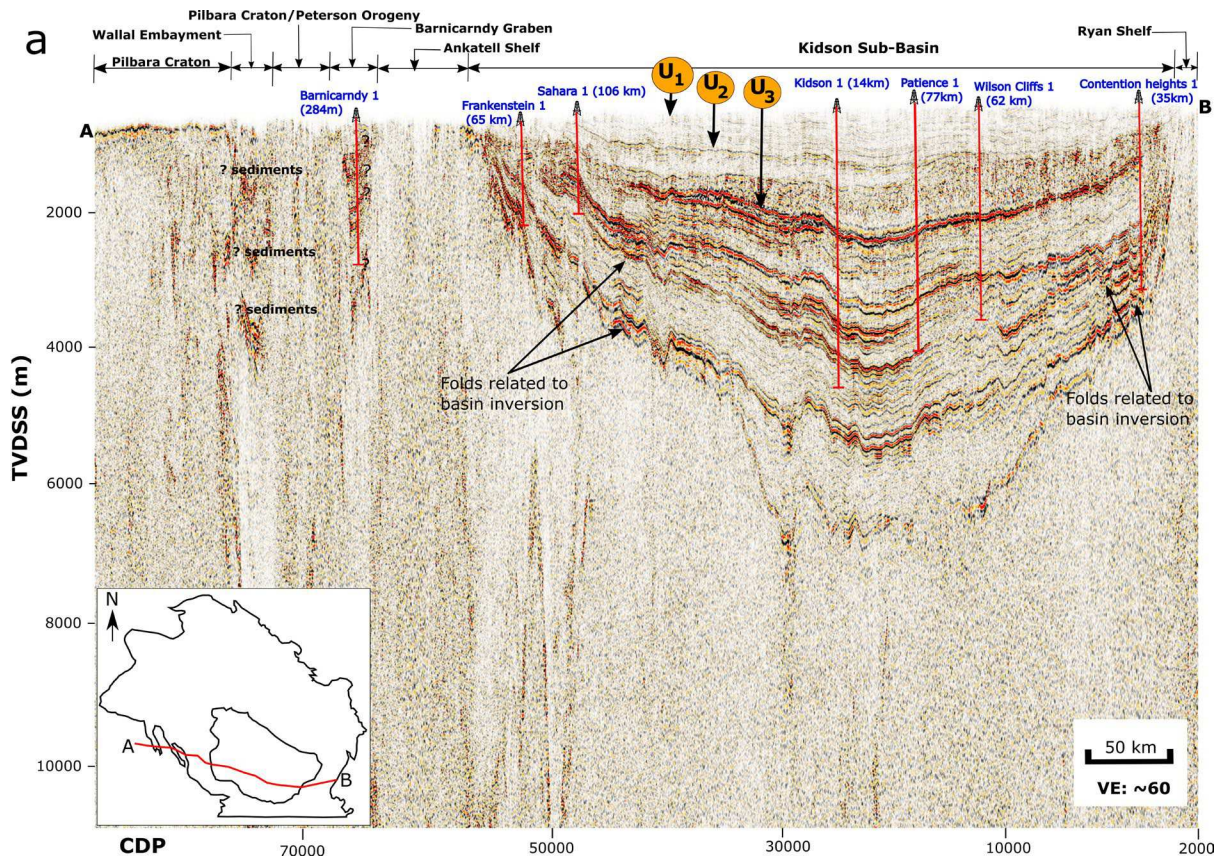 a
Pilbara Craton/Peterson Orogeny
Wallal Embayment
Barnicarndy Graben
Pilbara Craton
Ankatell Shelf
Kidson Sub-Basin
Ryan Shelf
U1
U2
U3
Barnicarndy 1
(284m)
Frankenstein 1
(65 km)
Sahara 1 (106 km)
Kidson 1 (14km)
Patience 1
(77km)
Wilson Cliffs 1
(62 km)
Contention heights 1
(35km)
A
B
?
?
?
?
? sediments
? sediments
? sediments
Folds related to
basin inversion
Folds related to
basin inversion
TVDSS (m)
2000
4000
6000
8000
10000
N
A
B
50 km
VE: ~60
CDP
70000
50000
30000
10000
2000